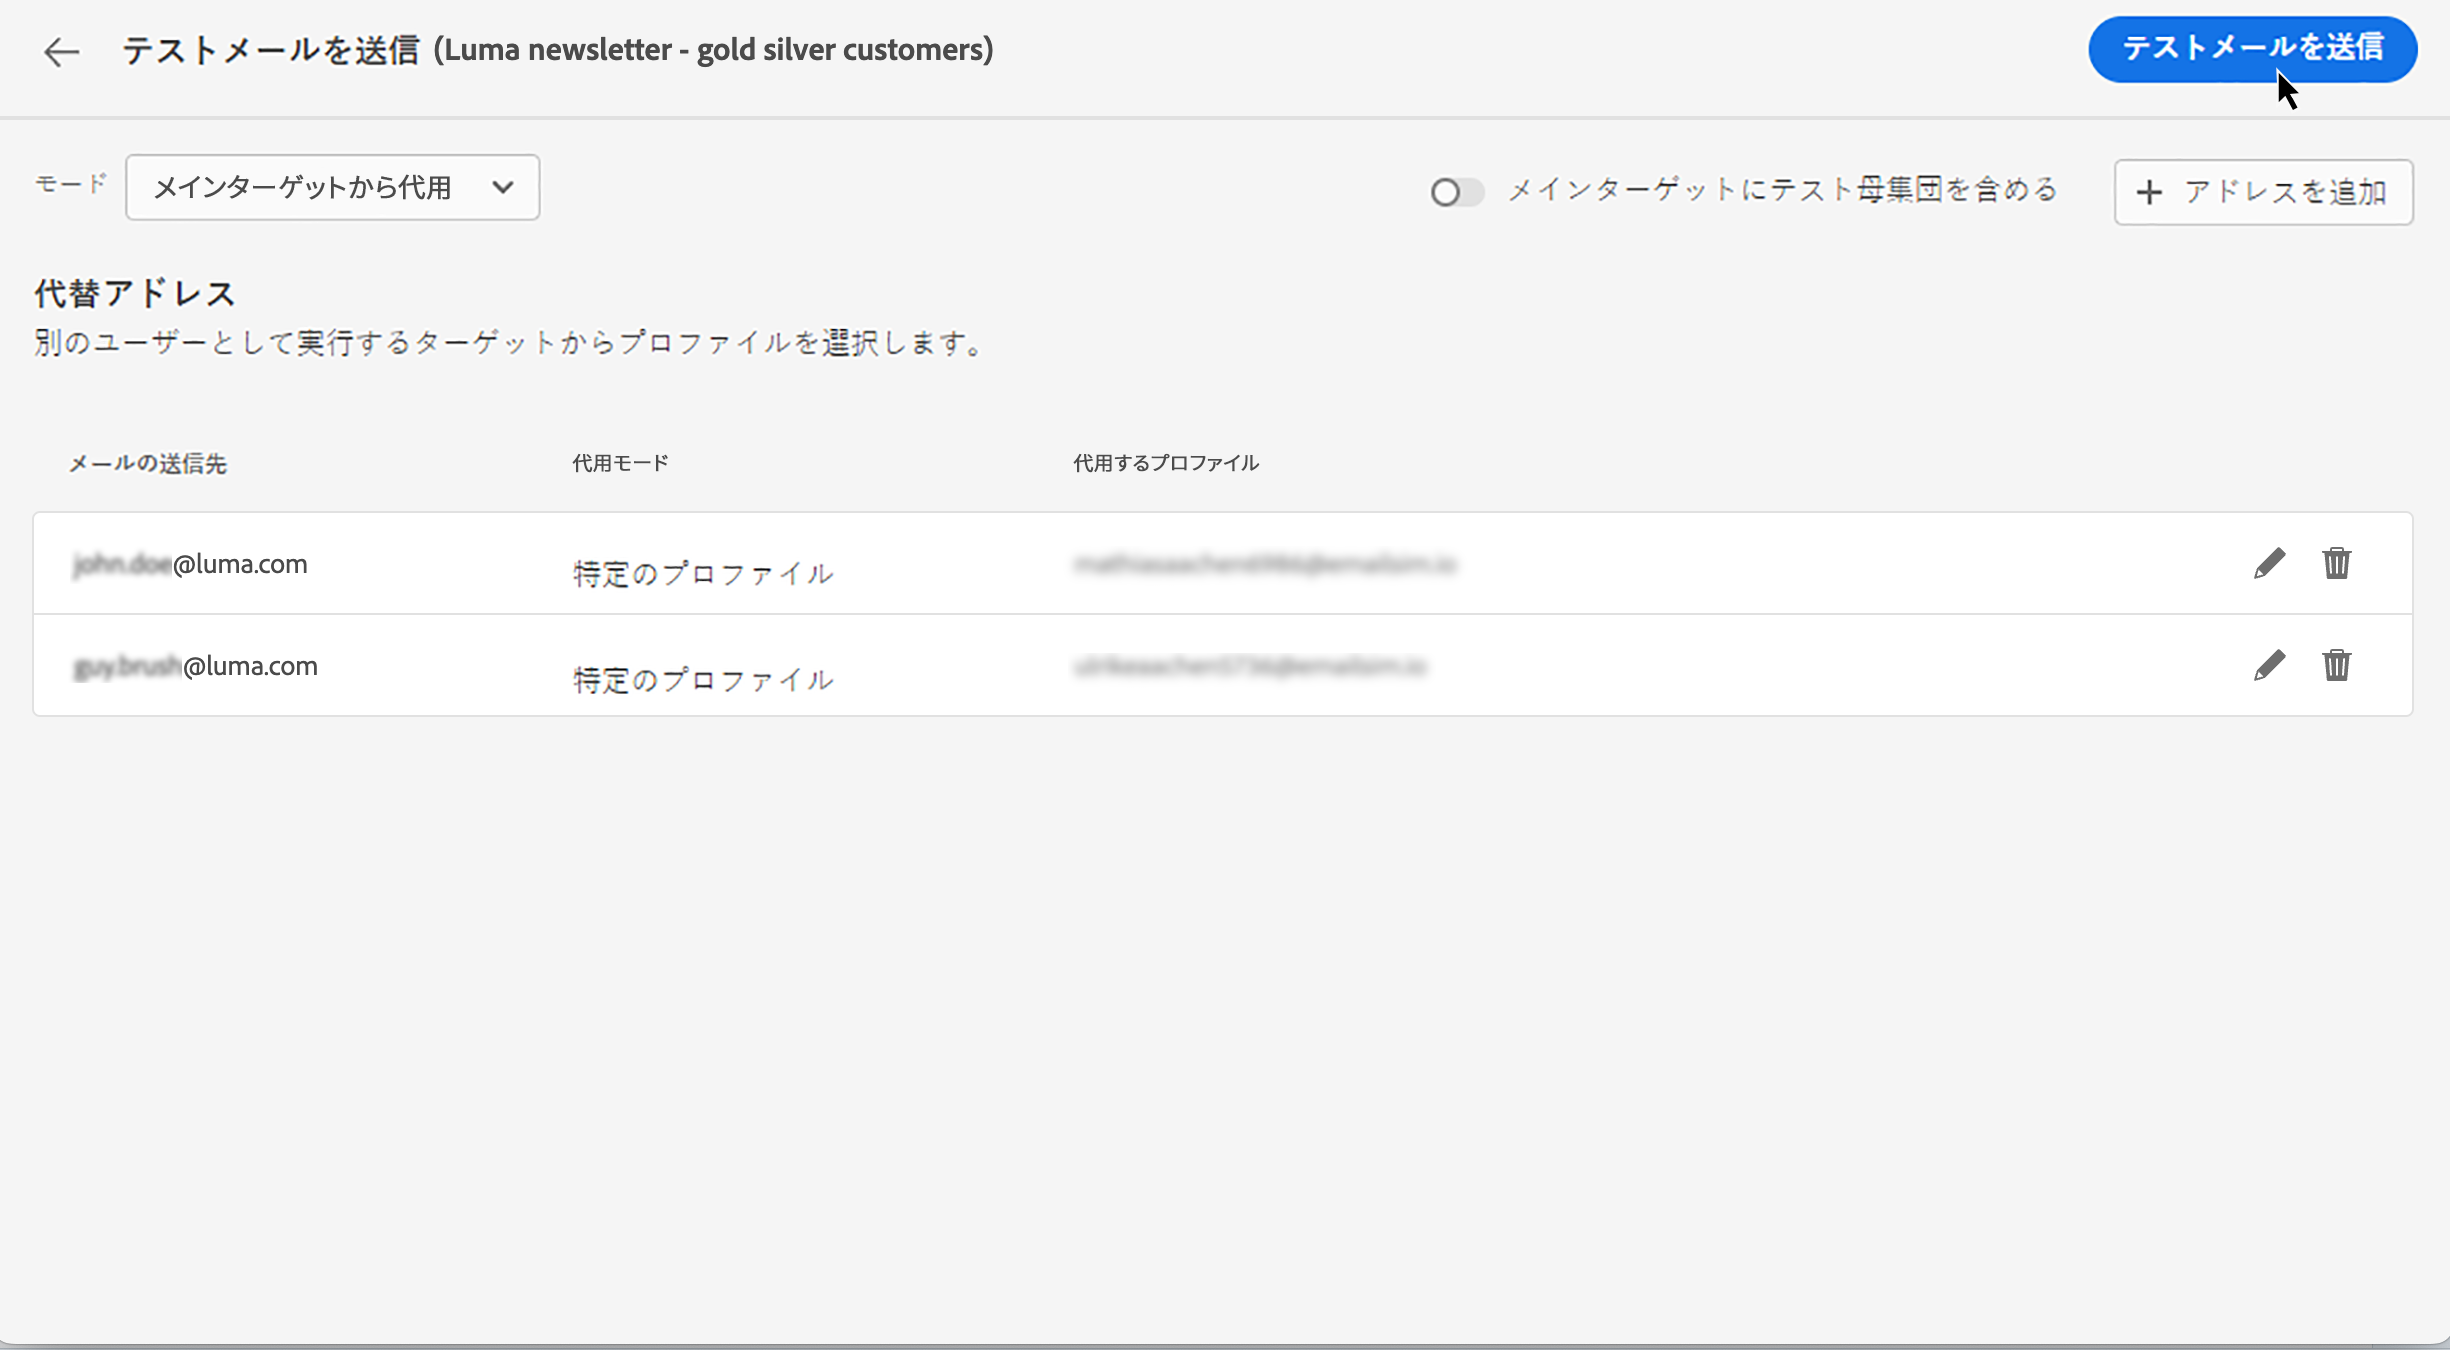 テストメールを送信 (Luma newsletter - gold silver customers)
テストメールを送信
モード
メインターゲットから代用
メインターゲットにテスト母集団を含める
アドレスを追加
代替アドレス
別のユーザーとして実行するターゲットからプロファイルを選択します。
メールの送信先 代用モード 代用するプロファイル
john.doe@luma.com 特定のプロファイル
guy.brush@luma.com 特定のプロファイル